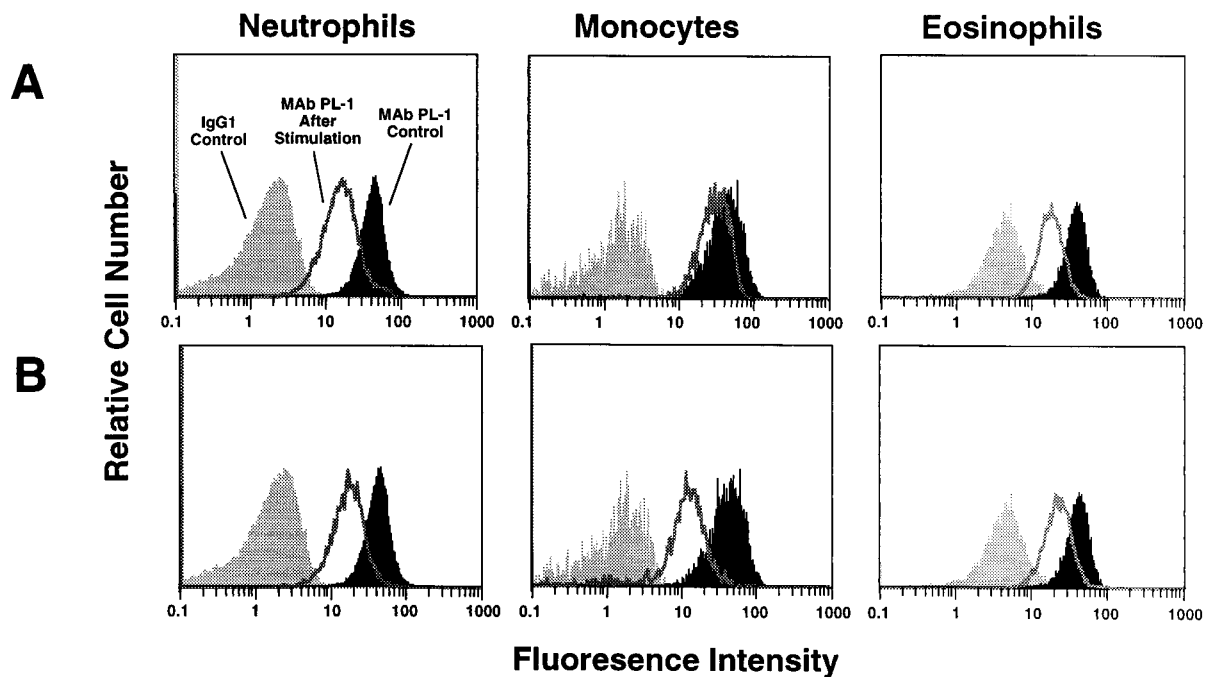 Neutrophils
Monocytes
Eosinophils
A
IgG1
Control
MAb PL-1
After
Stimulation
MAb PL-1
Control
0.1 1 10 100 1000
0.1 1 10 100 1000
0.1 1 10 100 1000
B
Relative Cell Number
0.1 1 10 100 1000
0.1 1 10 100 1000
0.1 1 10 100 1000
Fluoresence Intensity